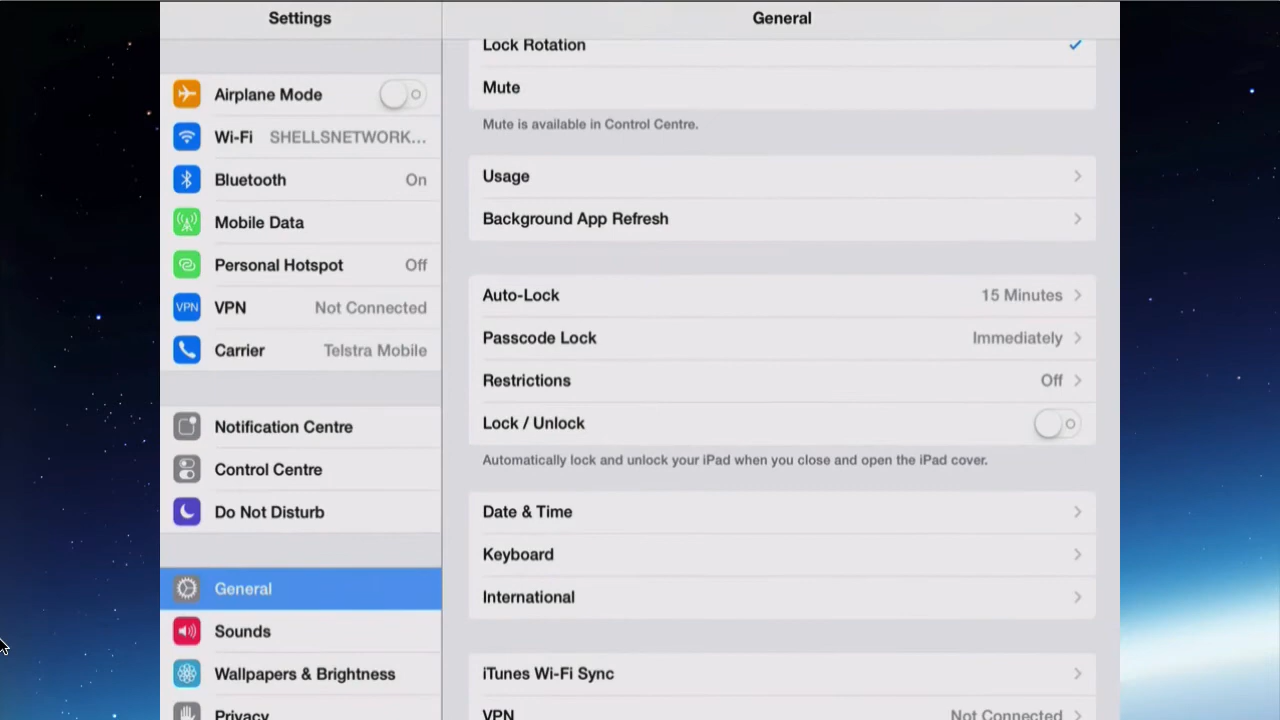 Settings
Airplane Mode
Wi-Fi SHELLSNETWORK...
Bluetooth On
Mobile Data
Personal Hotspot Off
VPN VPN Not Connected
Carrier Telstra Mobile
Notification Centre
Control Centre
Do Not Disturb
General
Sounds
Wallpapers & Brightness
Privacy
General
Lock Rotation
Mute
Mute is available in Control Centre.
Usage
Background App Refresh
Auto-Lock 15 Minutes
Passcode Lock Immediately
Restrictions Off
Lock / Unlock
Automatically lock and unlock your iPad when you close and open the iPad cover.
Date & Time
Keyboard
International
iTunes Wi-Fi Sync
VPN Not Connected